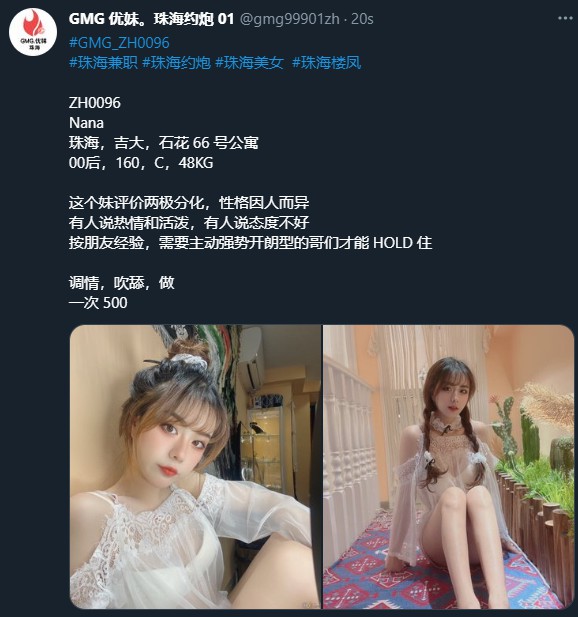 GMG 优妹。珠海约炮 01 @gmg99901zh · 20s
GMG.优妹
珠海
#GMG_ZH0096
#珠海兼职 #珠海约炮 #珠海美女 #珠海楼凤
ZH0096
Nana
珠海，吉大，石花 66 号公寓
00后，160，C，48KG
这个妹评价两极分化，性格因人而异
有人说热情和活泼，有人说态度不好
按朋友经验，需要主动强势开朗型的哥们才能 HOLD 住
调情，吹舔，做
一次 500